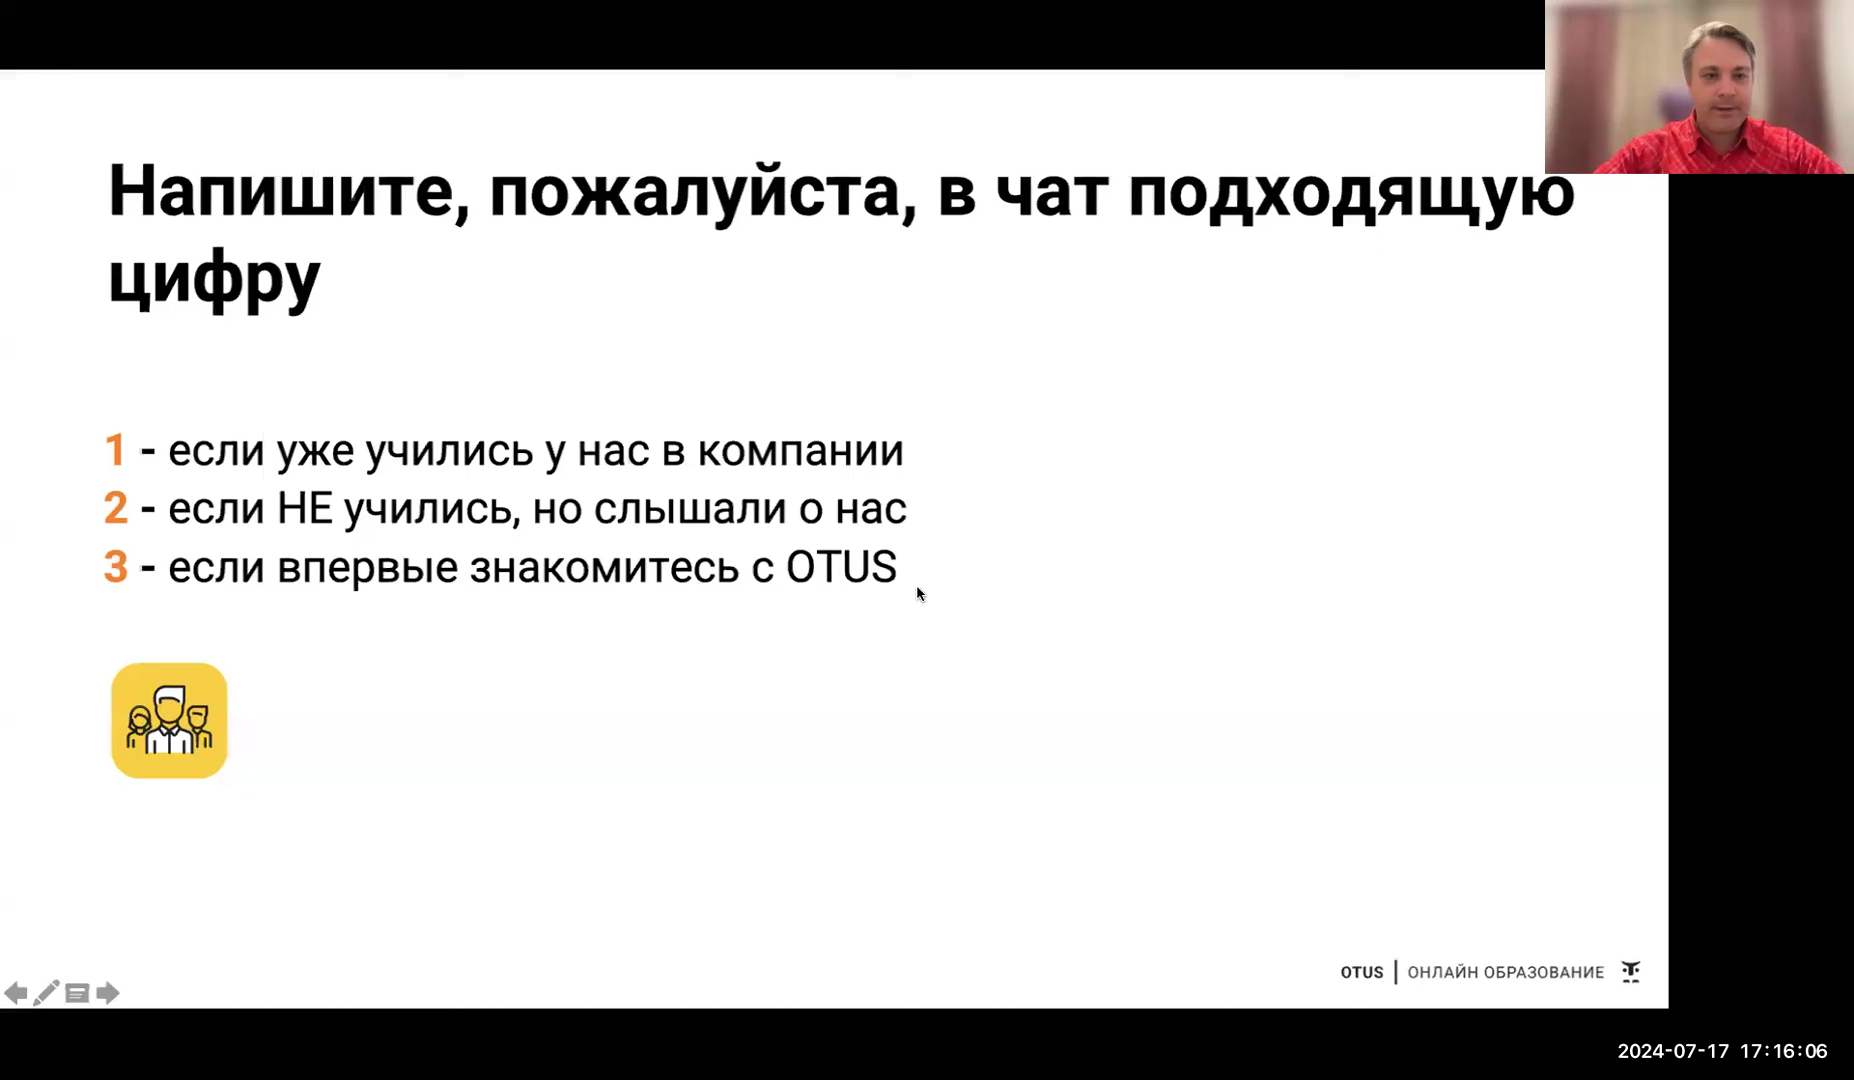 Напишите, пожалуйста, в чат подходящую
цифру
1 - если уже учились у нас в компании
2 - если НЕ учились, но слышали о нас
3 - если впервые знакомитесь с OTUS
OTUS | ОНЛАЙН ОБРАЗОВАНИЕ
2024-07-17 17:16:06